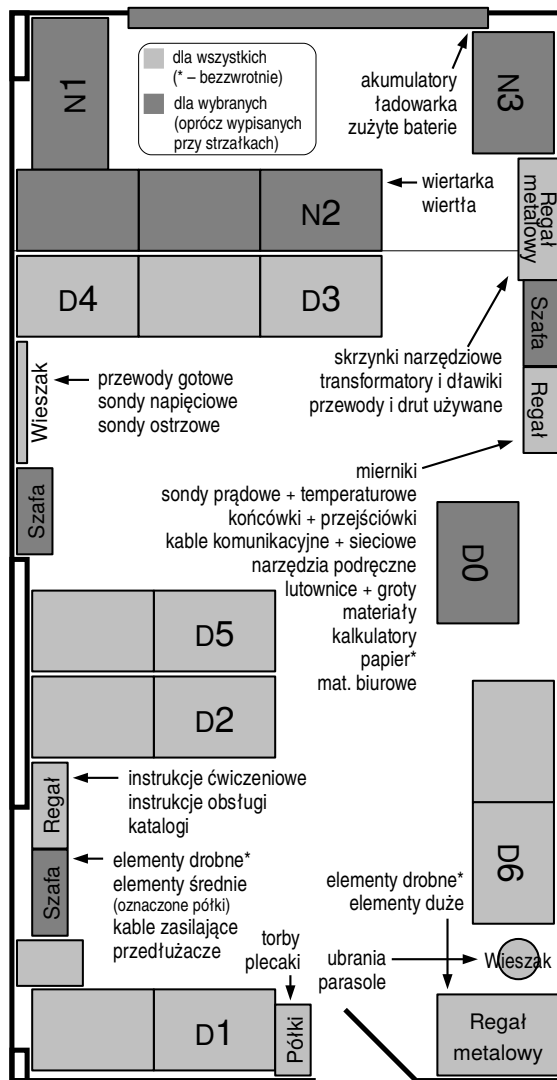 N1
dla wszystkich
(* – bezzwrotnie)
dla wybranych
(oprócz wypisanych
przy strzałkach)
akumulatory
ładowarka
zużyte baterie
N3
N2
wiertarka
wiertła
Regał
metalowy
D4
D3
Szafa
skrzynki narzędziowe
transformatory i dławiki
przewody i drut używane
Wieszak
przewody gotowe
sondy napięciowe
sondy ostrzowe
Regał
Szafa
mierniki
sondy prądowe + temperaturowe
końcówki + przejściówki
kable komunikacyjne + sieciowe
narzędzia podręczne
lutownice + groty
materiały
kalkulatory
papier*
mat. biurowe
D0
D5
D2
Regał
instrukcje ćwiczeniowe
instrukcje obsługi
katalogi
Szafa
elementy drobne*
elementy średnie
(oznaczone półki)
kable zasilające
przedłużacze
D6
elementy drobne*
elementy duże
torby
plecaki
ubrania
parasole
Wieszak
D1
Półki
Regał
metalowy